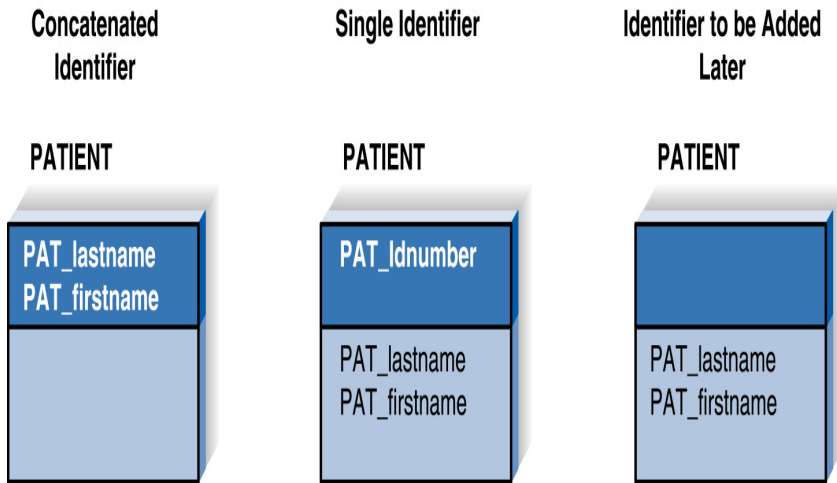 Concatenated
Identifier
Single Identifier
Identifier to be Added
Later
PATIENT
PAT_lastname
PAT_firstname
PATIENT
PAT_Idnumber
PAT_lastname
PAT_firstname
PATIENT
PAT_lastname
PAT_firstname